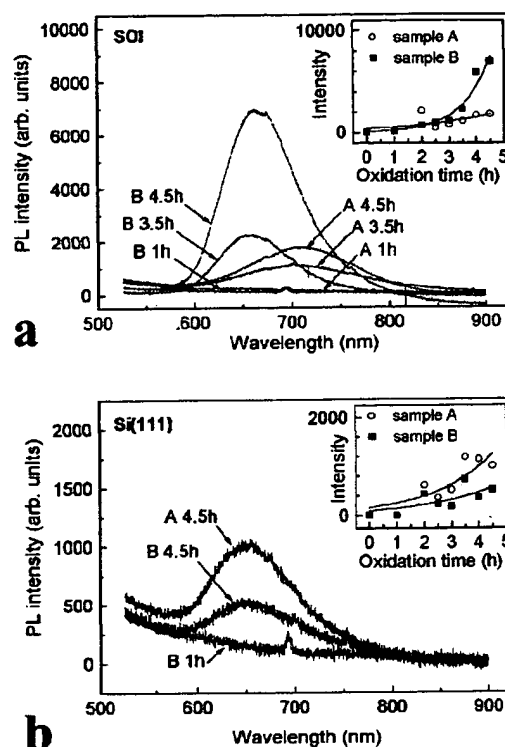 SOI
10000
8000
6000
4000
2000
0
500
600
700
800
900
PL intensity (arb. units)
Wavelength (nm)
B 4.5h
B 3.5h
B 1h
A 4.5h
A 3.5h
A 1h
10000
0
Intensity
sample A
sample B
0 1 2 3 4 5
Oxidation time (h)
a
Si(111)
2000
1500
1000
500
0
500
600
700
800
900
PL intensity (arb. units)
Wavelength (nm)
A 4.5h
B 4.5h
B 1h
2000
0
Intensity
sample A
sample B
0 1 2 3 4 5
Oxidation time (h)
b